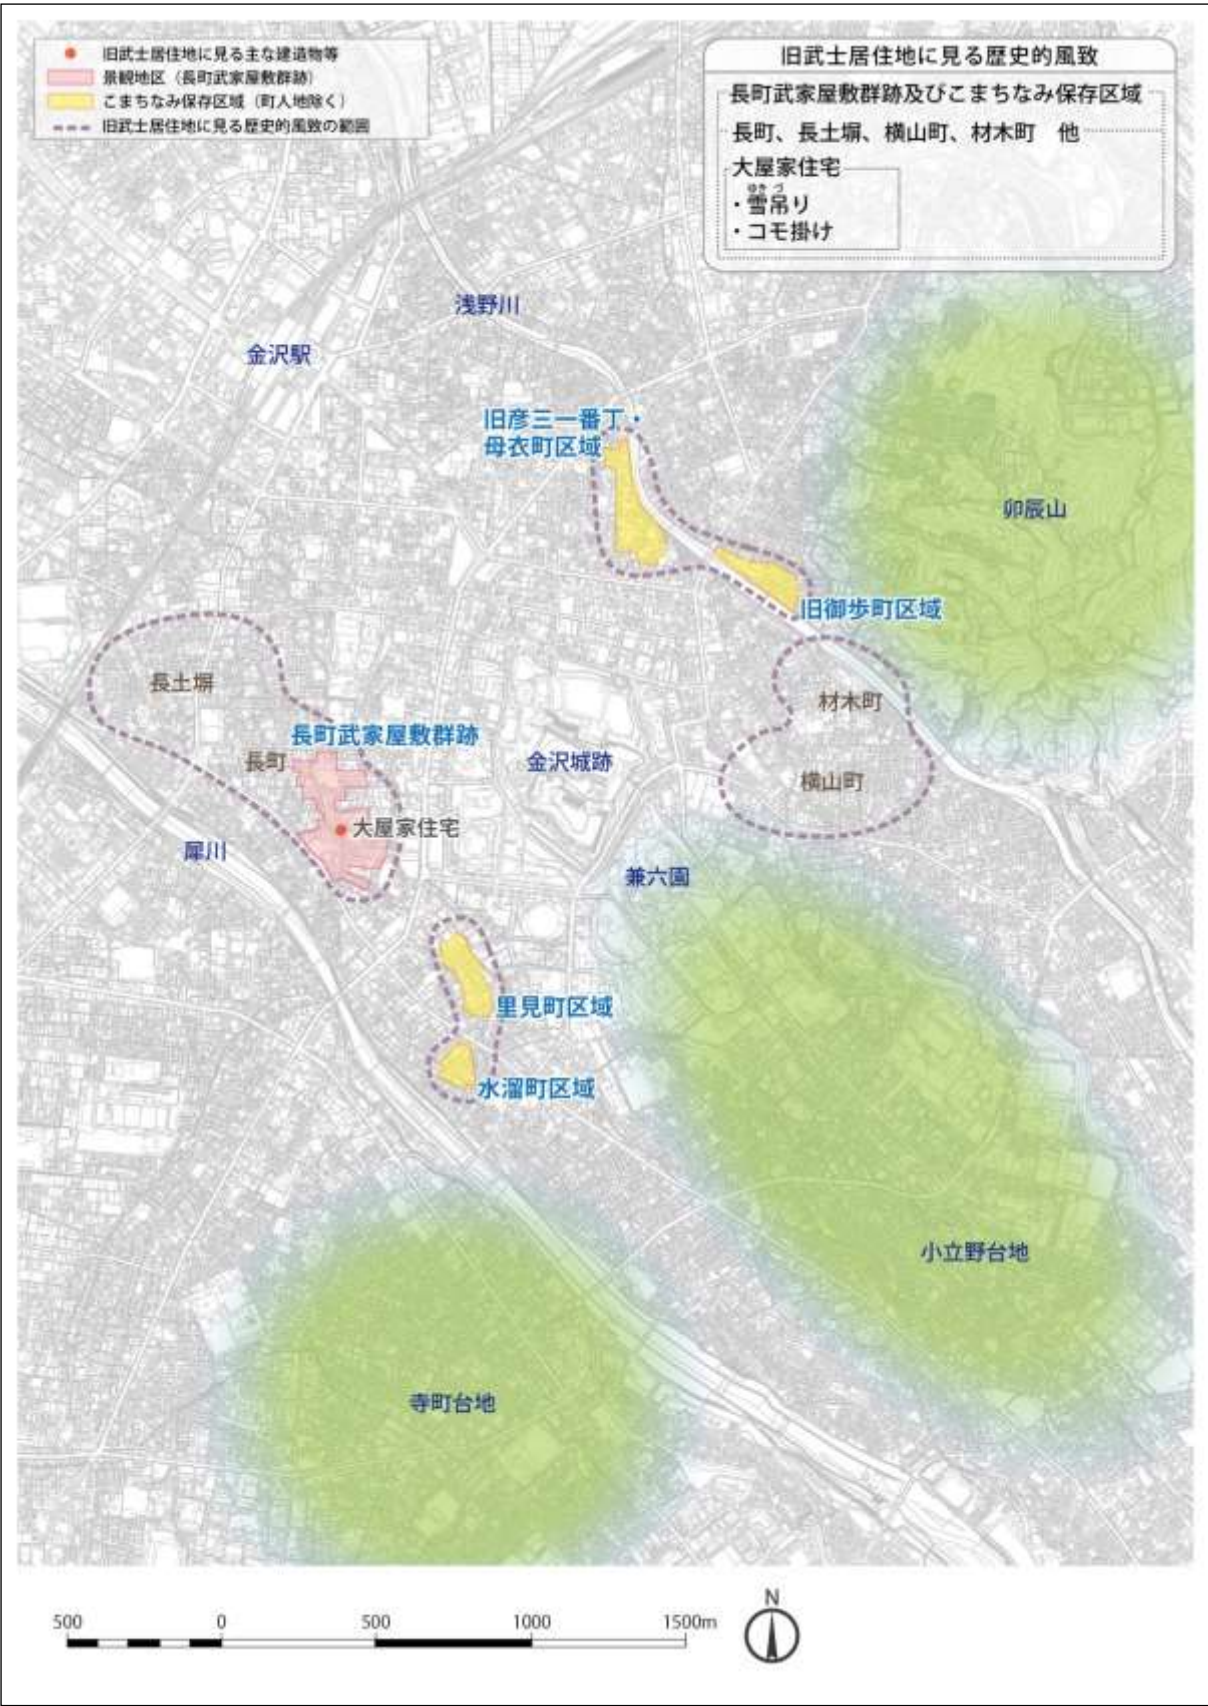 旧武士居住地に見る主な建造物等
景観地区（長町武家屋敷群跡）
こまちなみ保存区域（町人地除く）
旧武士居住地に見る歴史的風致の範囲
旧武士居住地に見る歴史的風致
長町武家屋敷群跡及びこまちなみ保存区域
長町、長土塀、横山町、材木町　他
大屋家住宅
ゆき づ
・雪吊り
・コモ掛け
浅野川
金沢駅
旧彦三一番丁・
母衣町区域
卯辰山
旧御歩町区域
長土塀
材木町
長町武家屋敷群跡
長町
金沢城跡
横山町
大屋家住宅
犀川
兼六園
里見町区域
水溜町区域
小立野台地
寺町台地
500 0 500 1000 1500m
N